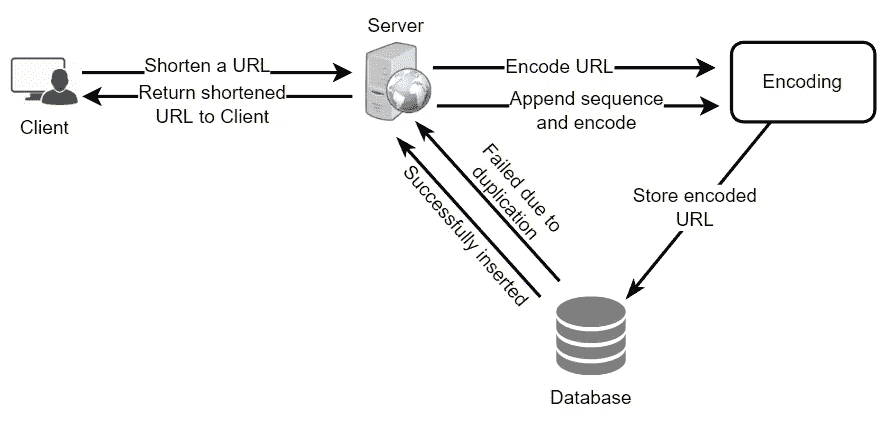 Server
Shorten a URL
Return shortened
URL to Client
Client
Encode URL
Append sequence
and encode
Encoding
Failed due to
duplication
Successfully inserted
Store encoded
URL
Database